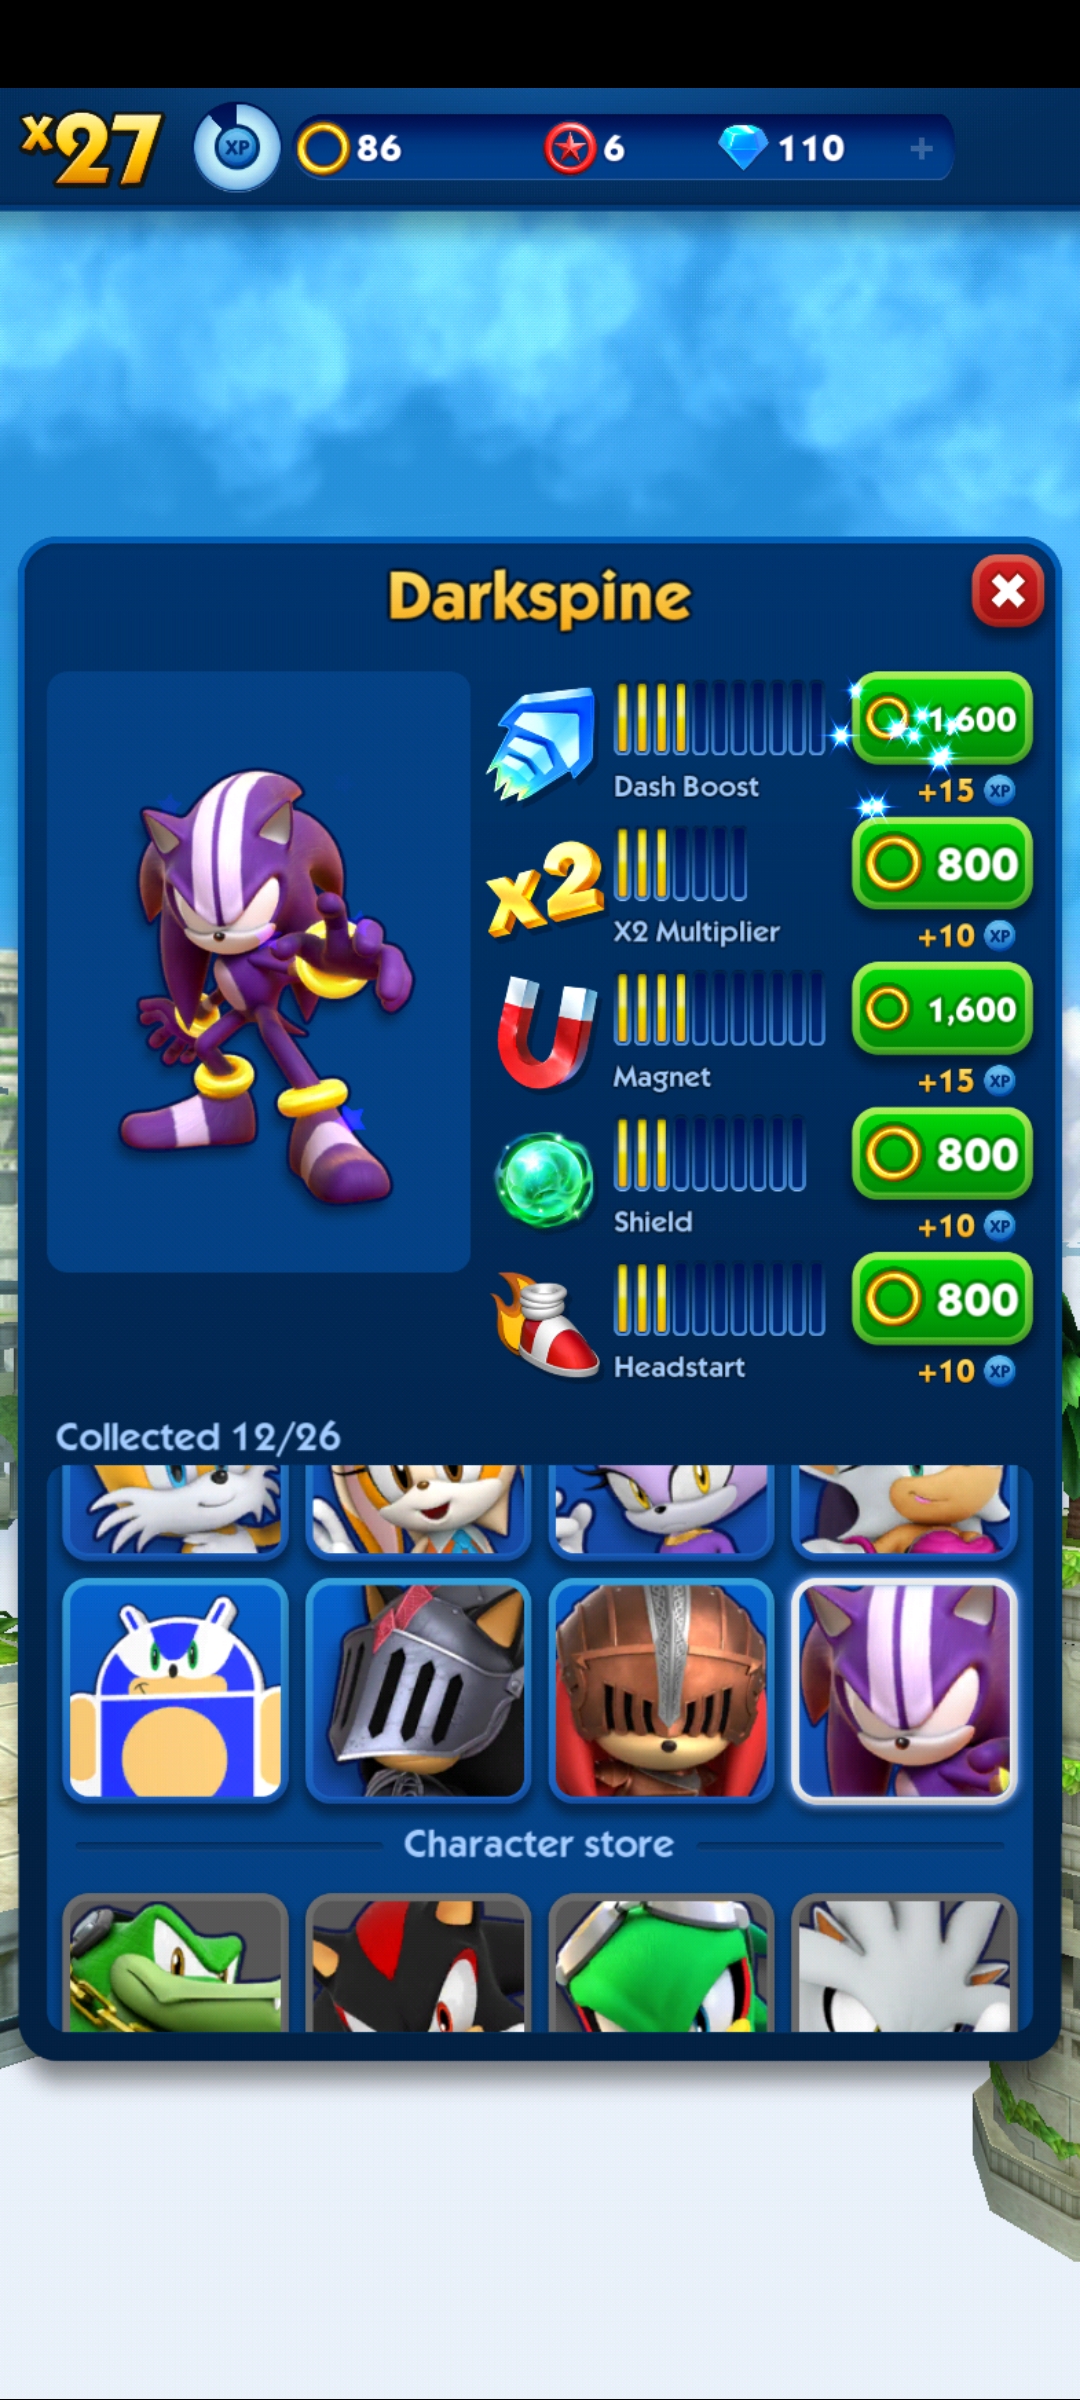 x27 XP 86 6 110 +
Darkspine
1,600
Dash Boost +15 XP
x2 800
X2 Multiplier +10 XP
1,600
Magnet +15 XP
800
Shield +10 XP
800
Headstart +10 XP
Collected 12/26
Character store